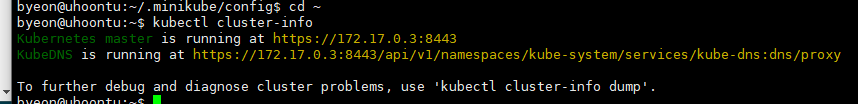 byeon@uhoontu:~/.minikube/config$ cd ~
byeon@uhoontu:~$ kubectl cluster-info
Kubernetes master is running at https://172.17.0.3:8443
KubeDNS is running at https://172.17.0.3:8443/api/v1/namespaces/kube-system/services/kube-dns:dns/proxy

To further debug and diagnose cluster problems, use 'kubectl cluster-info dump'.
byeon@uhoontu:~$